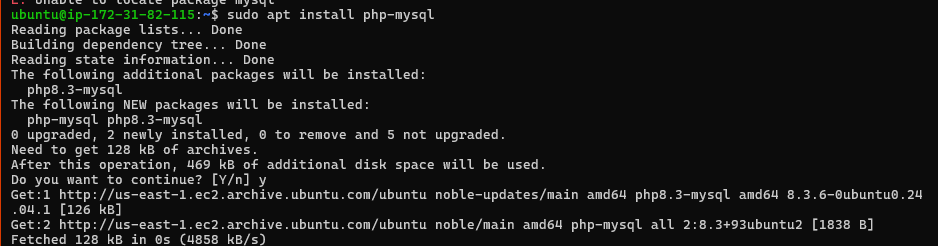 E: Unable to locate package mysql
ubuntu@ip-172-31-82-115:~$ sudo apt install php-mysql
Reading package lists... Done
Building dependency tree... Done
Reading state information... Done
The following additional packages will be installed:
  php8.3-mysql
The following NEW packages will be installed:
  php-mysql php8.3-mysql
0 upgraded, 2 newly installed, 0 to remove and 5 not upgraded.
Need to get 128 kB of archives.
After this operation, 469 kB of additional disk space will be used.
Do you want to continue? [Y/n] y
Get:1 http://us-east-1.ec2.archive.ubuntu.com/ubuntu noble-updates/main amd64 php8.3-mysql amd64 8.3.6-0ubuntu0.24
.04.1 [126 kB]
Get:2 http://us-east-1.ec2.archive.ubuntu.com/ubuntu noble/main amd64 php-mysql all 2:8.3+93ubuntu2 [1838 B]
Fetched 128 kB in 0s (4858 kB/s)